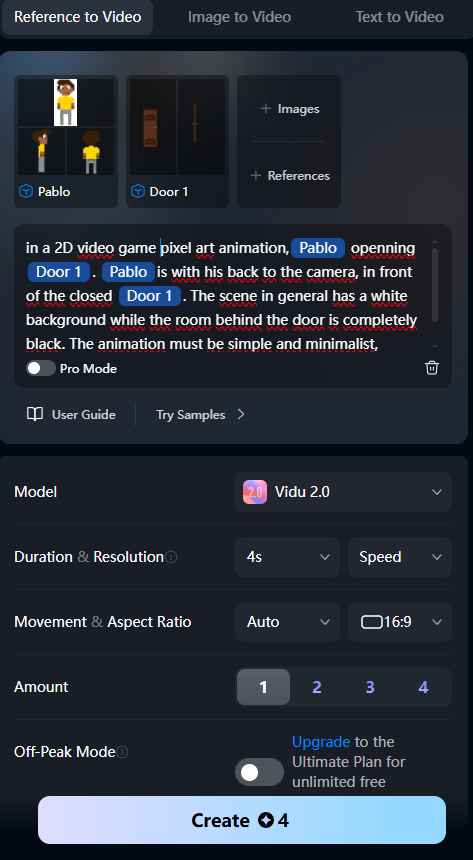 Reference to Video Image to Video Text to Video
+ Images
+ References
Pablo Door 1
in a 2D video game pixel art animation, Pablo openning
Door 1 . Pablo is with his back to the camera, in front
of the closed Door 1 . The scene in general has a white
background while the room behind the door is completely
black. The animation must be simple and minimalist,
Pro Mode
User Guide Try Samples
Model 2.0 Vidu 2.0
Duration & Resolution 4s Speed
Movement & Aspect Ratio Auto 16:9
Amount 1 2 3 4
Off-Peak Mode Upgrade to the
Ultimate Plan for
unlimited free
Create 4